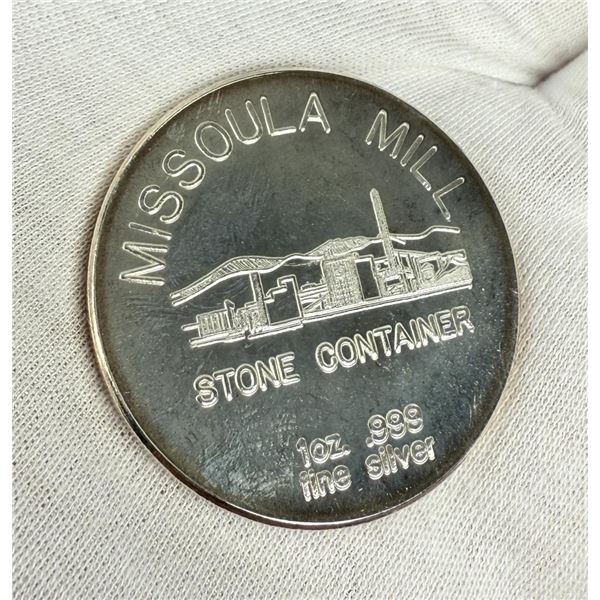 MISSOULA MILL
STONE CONTAINER
1oz. .999
fine silver